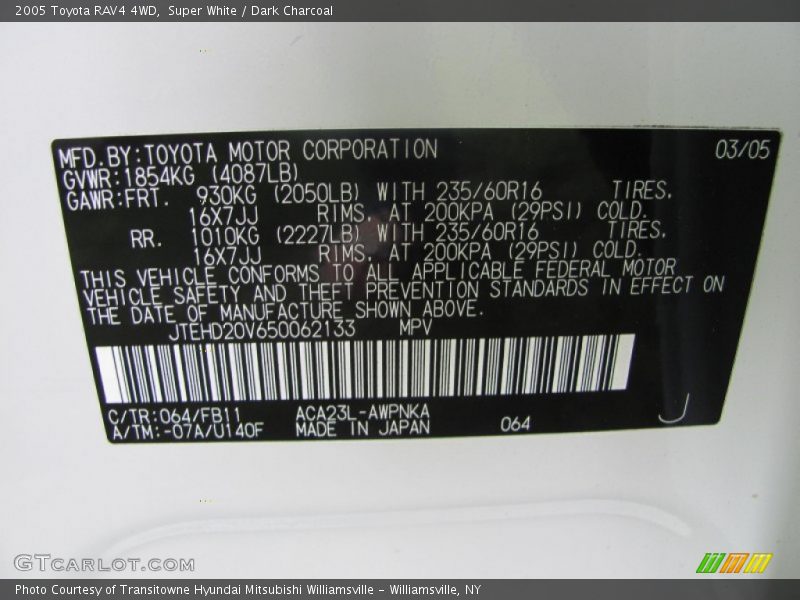 2005 Toyota RAV4 4WD,  Super White / Dark Charcoal
MFD.BY:TOYOTA MOTOR CORPORATION 03/05
GVWR:1854KG (4087LB)
GAWR:FRT. 930KG (2050LB) WITH 235/60R16 TIRES.
16X7JJ RIMS, AT 200KPA (29PSI) COLD.
RR. 1010KG (2227LB) WITH 235/60R16 TIRES.
16X7JJ RIMS, AT 200KPA (29PSI) COLD.
THIS VEHICLE CONFORMS TO ALL APPLICABLE FEDERAL MOTOR
VEHICLE SAFETY AND THEFT PREVENTION STANDARDS IN EFFECT ON
THE DATE OF MANUFACTURE SHOWN ABOVE.
JTEHD20V650062133 MPV
C/TR:064/FB11 ACA23L-AWPNKA
A/TM:-07A/U140F MADE IN JAPAN 064 J
GTCarLot.com
Photo Courtesy of Transitowne Hyundai Mitsubishi Williamsville - Williamsville, NY